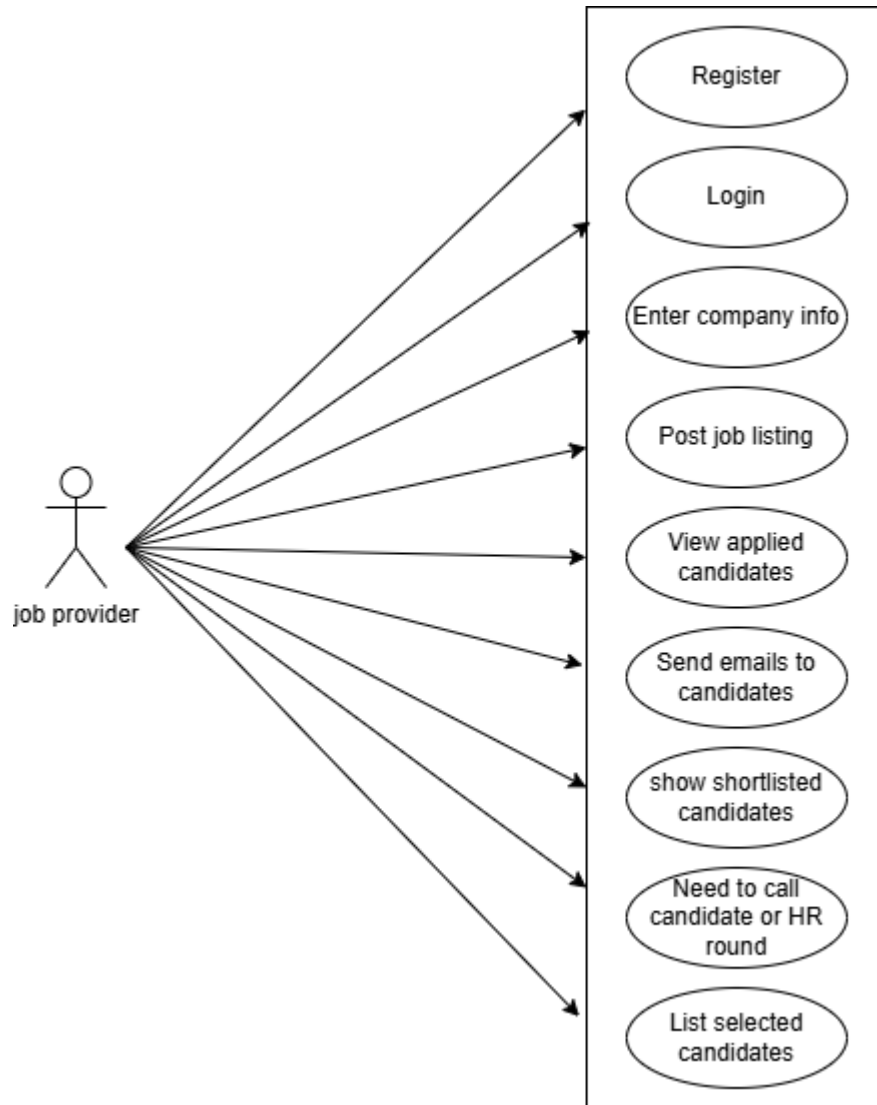 Register
Login
Enter company info
Post job listing
View applied
candidates
Send emails to
candidates
show shortlisted
candidates
Need to call
candidate or HR
round
List selected
candidates
job provider